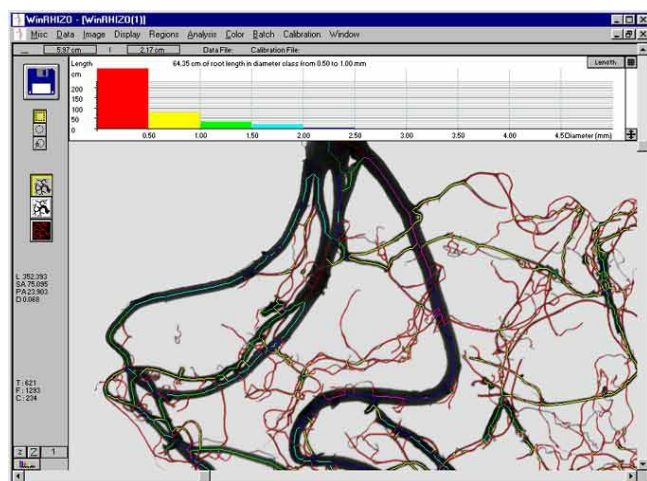 WinRHIZO - [WinRHIZO(1)]
Misc Data Image Display Regions Analysis Color Batch Calibration Window
5.97 cm 2.17 cm Data File: Calibration File:
Length 64.35 cm of root length in diameter class from 0.50 to 1.00 mm Length
cm
200
150
100
50
0
0.50 1.00 1.50 2.00 2.50 3.00 3.50 4.00 4.5 Diameter (mm)
L 352.393
SA 75.095
PA 23.903
D 0.068
T : 621
F : 1293
C : 234
z Z 1